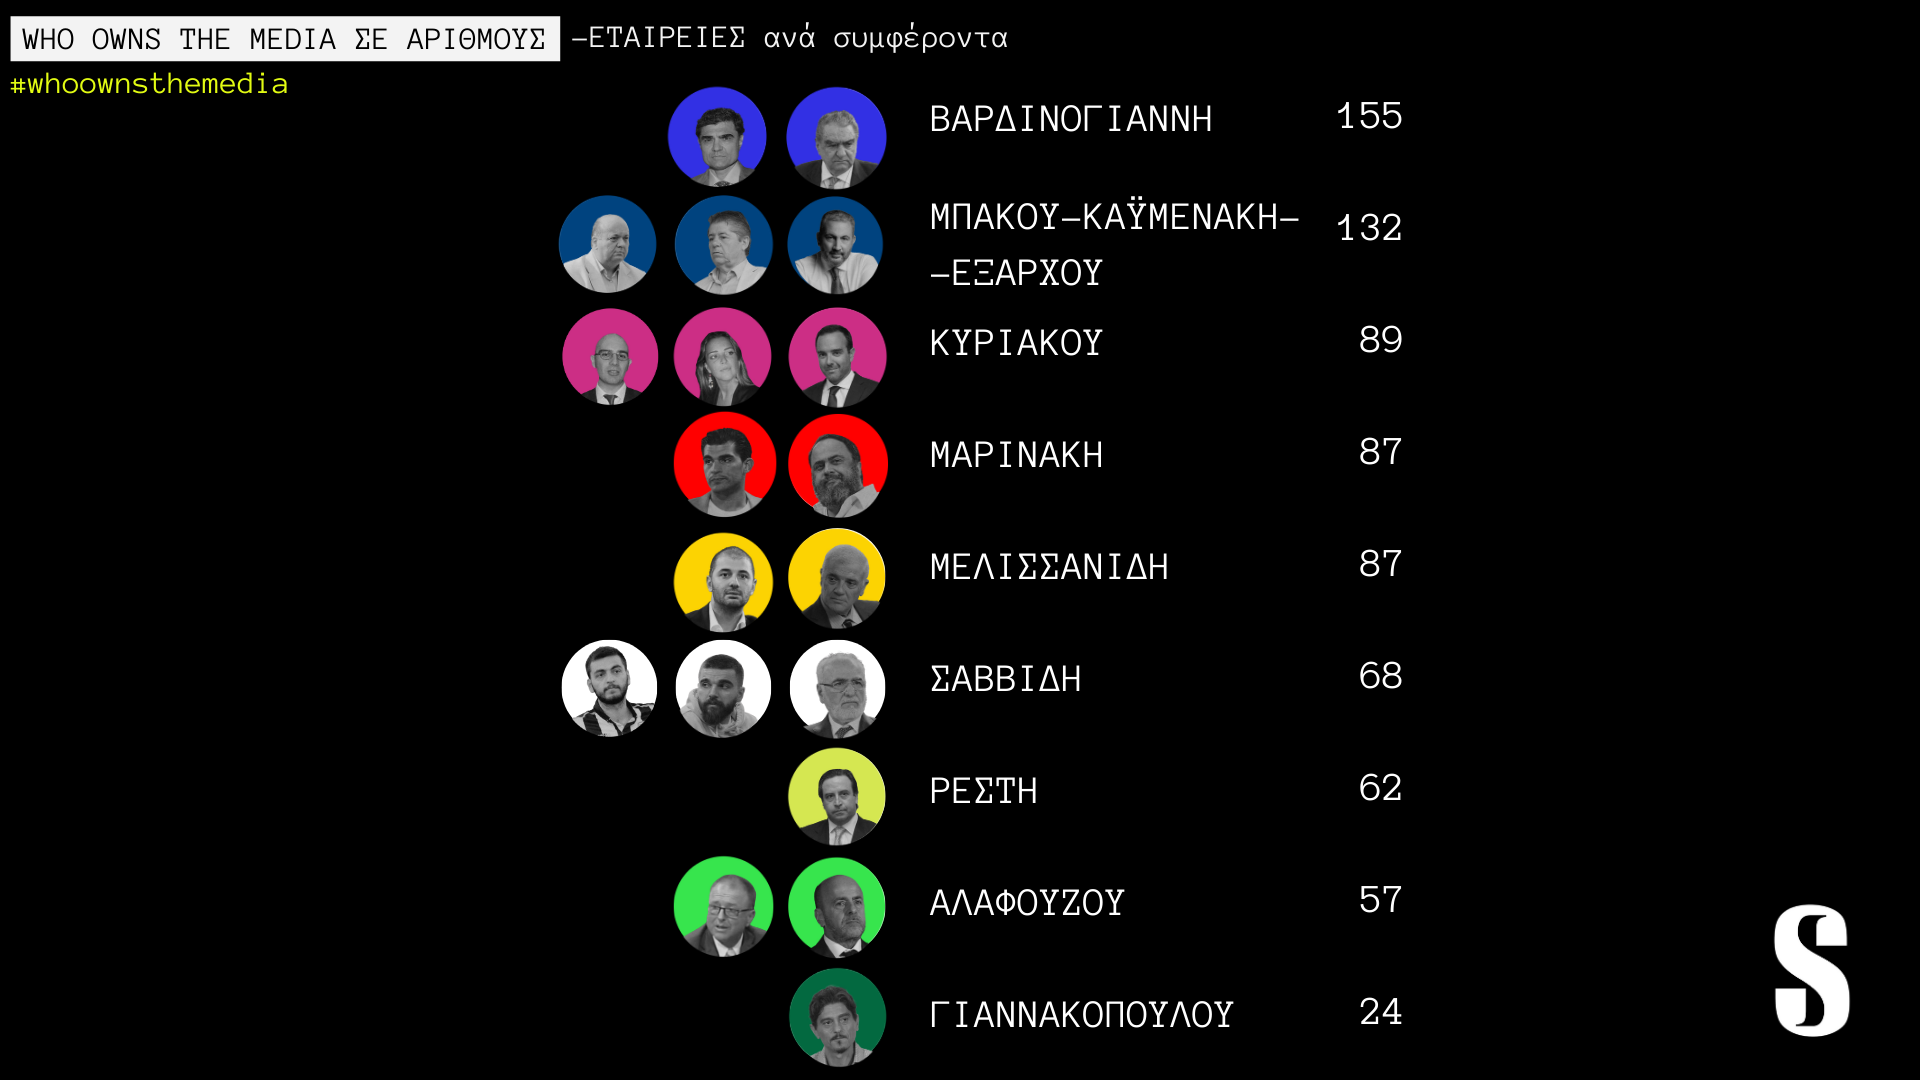 WHO OWNS THE MEDIA ΣΕ ΑΡΙΘΜΟΥΣ –ΕΤΑΙΡΕΙΕΣ ανά συμφέροντα
#whoownsthemedia
ΒΑΡΔΙΝΟΓΙΑΝΝΗ 155
ΜΠΑΚΟΥ–ΚΑΫΜΕΝΑΚΗ– 132
–ΕΞΑΡΧΟΥ
ΚΥΡΙΑΚΟΥ 89
ΜΑΡΙΝΑΚΗ 87
ΜΕΛΙΣΣΑΝΙΔΗ 87
ΣΑΒΒΙΔΗ 68
ΡΕΣΤΗ 62
ΑΛΑΦΟΥΖΟΥ 57
ΓΙΑΝΝΑΚΟΠΟΥΛΟΥ 24
S